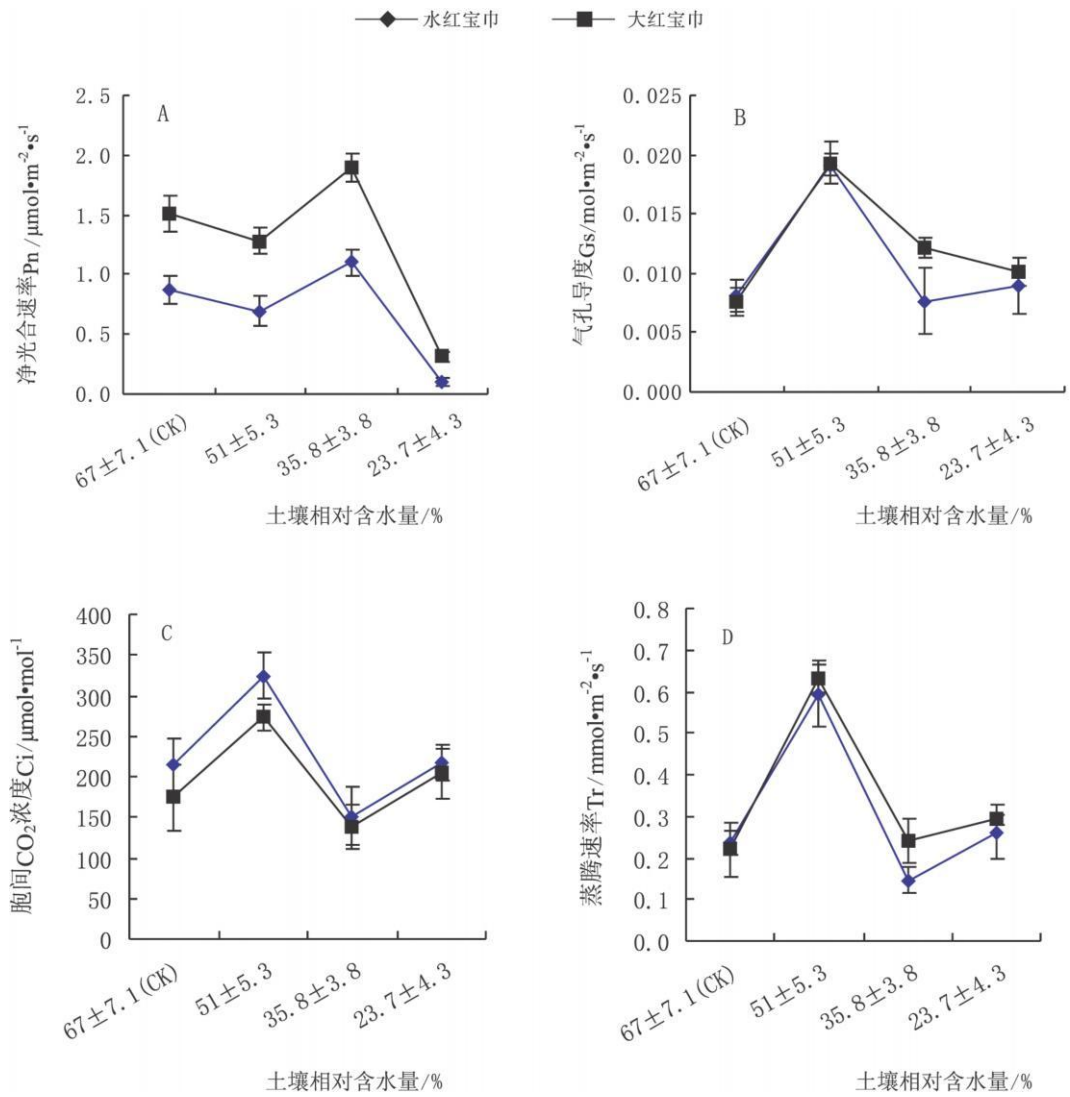 水红宝巾 大红宝巾
A
净光合速率Pn/μmol•m⁻²•s⁻¹
2.5
2.0
1.5
1.0
0.5
0.0
67±7.1(CK) 51±5.3 35.8±3.8 23.7±4.3
土壤相对含水量/%
B
气孔导度Gs/mol•m⁻²•s⁻¹
0.025
0.020
0.015
0.010
0.005
0.000
67±7.1(CK) 51±5.3 35.8±3.8 23.7±4.3
土壤相对含水量/%
C
胞间CO₂浓度Ci/μmol•mol⁻¹
400
350
300
250
200
150
100
50
0
67±7.1(CK) 51±5.3 35.8±3.8 23.7±4.3
土壤相对含水量/%
D
蒸腾速率Tr/mmol•m⁻²•s⁻¹
0.8
0.7
0.6
0.5
0.4
0.3
0.2
0.1
0.0
67±7.1(CK) 51±5.3 35.8±3.8 23.7±4.3
土壤相对含水量/%